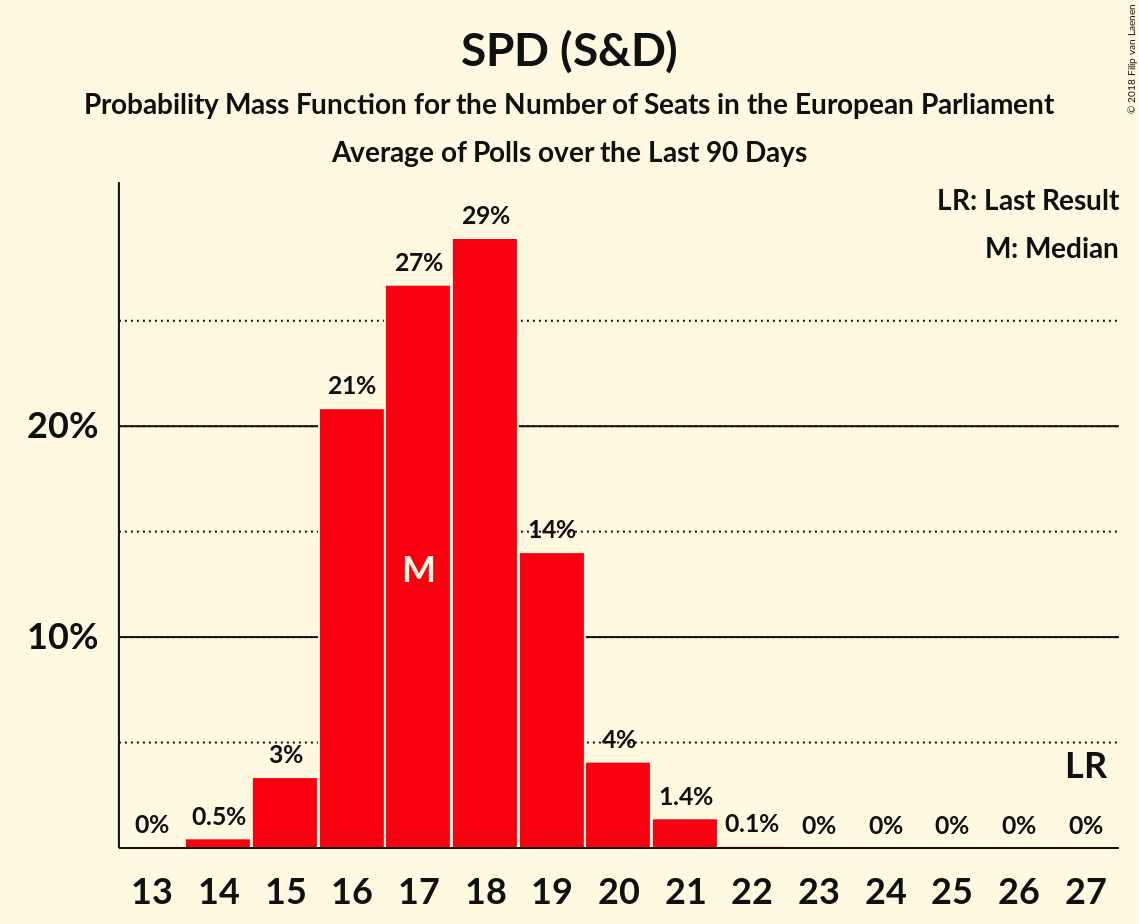 SPD (S&D)
Probability Mass Function for the Number of Seats in the European Parliament
Average of Polls over the Last 90 Days
© 2018 Filip van Laenen
LR: Last Result
M: Median
29%
27%
21%
20%
14%
M
10%
4%
3%
LR
1.4%
0% 0.5% 0.1% 0% 0% 0% 0% 0%
13 14 15 16 17 18 19 20 21 22 23 24 25 26 27